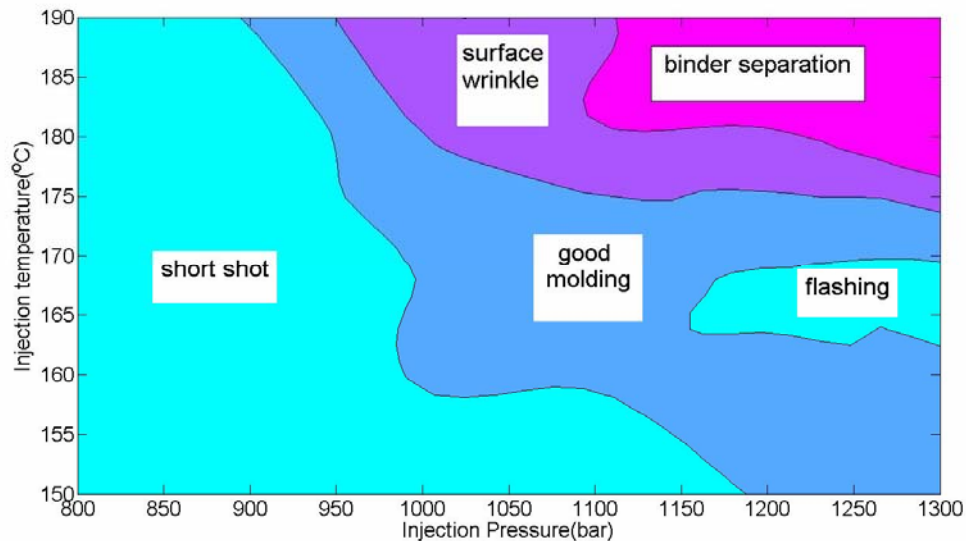 190
185
180
175
170
165
160
155
150
Injection temperature(°C)
surface
wrinkle
binder separation
short shot
good
molding
flashing
800
850
900
950
1000
1050
1100
1150
1200
1250
1300
Injection Pressure(bar)